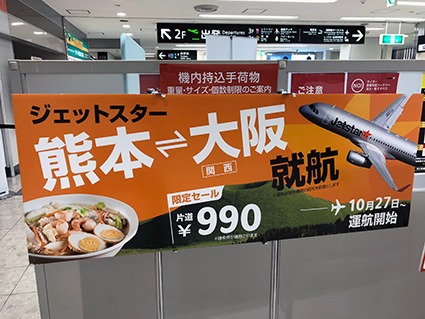 2F 出発 Departures
機内持込手荷物
重量・サイズ・個数制限のご案内
ご注意
NO!
ジェットスター
熊本⇌大阪
関西
就航
Jetstar
限定セール
片道
¥990
10月27日~
運航開始